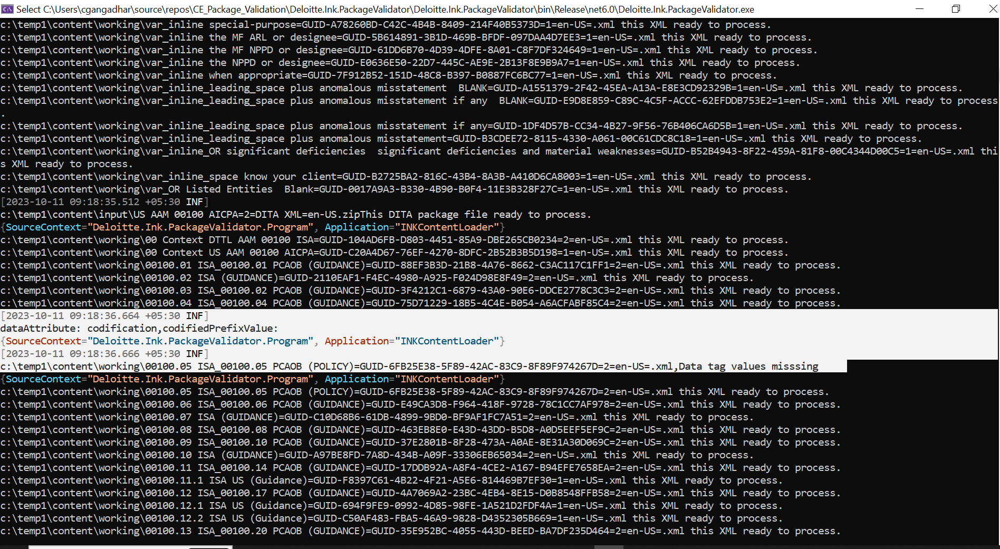 Select C:\Users\cgangadhar\source\repos\CE_Package_Validation\Deloitte.Ink.PackageValidator\Deloitte.Ink.PackageValidator\bin\Release\net6.0\Deloitte.Ink.PackageValidator.exe
c:\temp1\content\working\var_inline special-purpose=GUID-A78260BD-C42C-4B4B-8409-214F40B5373D=1=en-US=.xml this XML ready to process.
c:\temp1\content\working\var_inline the MF ARL or designee=GUID-5B614891-3B1D-469B-BFDF-097DAA4D7EE3=1=en-US=.xml this XML ready to process.
c:\temp1\content\working\var_inline the MF NPPD or designee=GUID-61DD6B70-4D39-4DFE-8A01-C8F7DF324649=1=en-US=.xml this XML ready to process.
c:\temp1\content\working\var_inline the NPPD or designee=GUID-E0636E50-22D7-445C-AE9E-2B13F8E9B9A7=1=en-US=.xml this XML ready to process.
c:\temp1\content\working\var_inline when appropriate=GUID-7F912B52-151D-48C8-B397-B0887FC6BC77=1=en-US=.xml this XML ready to process.
c:\temp1\content\working\var_inline_leading_space plus anomalous misstatement  BLANK=GUID-A1551379-2F42-45EA-A13A-E8E3CD92329B=1=en-US=.xml this XML ready to process.
c:\temp1\content\working\var_inline_leading_space plus anomalous misstatement if any  BLANK=GUID-E9D8E859-C89C-4C5F-ACCC-62EFDDB753E2=1=en-US=.xml this XML ready to process
.
c:\temp1\content\working\var_inline_leading_space plus anomalous misstatement if any=GUID-1DF4D57B-CC34-4B27-9F56-76B406CA6D5B=1=en-US=.xml this XML ready to process.
c:\temp1\content\working\var_inline_leading_space plus anomalous misstatement=GUID-B3CDEE72-8115-4330-A061-00C61CDC8C18=1=en-US=.xml this XML ready to process.
c:\temp1\content\working\var_inline_OR significant deficiencies  significant deficiencies and material weaknesses=GUID-B52B4943-8F22-459A-81F8-00C4344D00C5=1=en-US=.xml thi
s XML ready to process.
c:\temp1\content\working\var_inline_space know your client=GUID-B2725BA2-816C-43B4-8A3B-A410D6CA8003=1=en-US=.xml this XML ready to process.
c:\temp1\content\working\var_OR Listed Entities  Blank=GUID-0017A9A3-B330-4B90-B0F4-11E3B328F27C=1=en-US=.xml this XML ready to process.
[2023-10-11 09:18:35.512 +05:30 INF]
c:\temp1\content\input\US AAM 00100 AICPA=2=DITA XML=en-US.zipThis DITA package file ready to process.
{SourceContext="Deloitte.Ink.PackageValidator.Program", Application="INKContentLoader"}
c:\temp1\content\working\00 Context DTTL AAM 00100 ISA=GUID-104AD6FB-D803-4451-85A9-DBE265CB0234=2=en-US=.xml this XML ready to process.
c:\temp1\content\working\00 Context US AAM 00100 AICPA=GUID-C20A4D67-76EF-4270-8DFC-2B52B3B5D198=1=en-US=.xml this XML ready to process.
c:\temp1\content\working\00100.01 ISA_00100.01 PCAOB (GUIDANCE)=GUID-88EF3B3D-21B8-4A76-8662-C3AC117C1FF1=2=en-US=.xml this XML ready to process.
c:\temp1\content\working\00100.02 ISA (GUIDANCE)=GUID-2110EAF1-F4EC-4980-A925-F024D98E8F49=2=en-US=.xml this XML ready to process.
c:\temp1\content\working\00100.03 ISA_00100.02 PCAOB (GUIDANCE)=GUID-3F4212C1-6879-43A0-90E6-DDCE2778C3C3=2=en-US=.xml this XML ready to process.
c:\temp1\content\working\00100.04 ISA_00100.04 PCAOB (GUIDANCE)=GUID-75D71229-18B5-4C4E-B054-A6ACFABF85C4=2=en-US=.xml this XML ready to process.
[2023-10-11 09:18:36.664 +05:30 INF]
dataAttribute: codification,codifiedPrefixValue:
{SourceContext="Deloitte.Ink.PackageValidator.Program", Application="INKContentLoader"}
[2023-10-11 09:18:36.666 +05:30 INF]
c:\temp1\content\working\00100.05 ISA_00100.05 PCAOB (POLICY)=GUID-6FB25E38-5F89-42AC-83C9-8F89F974267D=2=en-US=.xml,Data tag values misssing
{SourceContext="Deloitte.Ink.PackageValidator.Program", Application="INKContentLoader"}
c:\temp1\content\working\00100.05 ISA_00100.05 PCAOB (POLICY)=GUID-6FB25E38-5F89-42AC-83C9-8F89F974267D=2=en-US=.xml this XML ready to process.
c:\temp1\content\working\00100.06 ISA_00100.06 PCAOB (GUIDANCE)=GUID-E49CA3D8-F964-418F-9728-78C1CC7AF978=2=en-US=.xml this XML ready to process.
c:\temp1\content\working\00100.07 ISA (GUIDANCE)=GUID-C10D68B6-61DB-4899-9BD0-BF9AF1FC7A51=2=en-US=.xml this XML ready to process.
c:\temp1\content\working\00100.08 ISA_00100.08 PCAOB (GUIDANCE)=GUID-463EB8E0-E43D-43DD-B5D8-A0D5EEF5EF9C=2=en-US=.xml this XML ready to process.
c:\temp1\content\working\00100.09 ISA_00100.10 PCAOB (GUIDANCE)=GUID-37E2801B-8F28-473A-A0AE-8E31A30D069C=2=en-US=.xml this XML ready to process.
c:\temp1\content\working\00100.10 ISA (GUIDANCE)=GUID-A97BE8FD-7A8D-434B-A09F-33306EB65034=2=en-US=.xml this XML ready to process.
c:\temp1\content\working\00100.11 ISA_00100.14 PCAOB (GUIDANCE)=GUID-17DDB92A-A8F4-4CE2-A167-B94EFE7658EA=2=en-US=.xml this XML ready to process.
c:\temp1\content\working\00100.11.1 ISA US (Guidance)=GUID-F8397C61-4B22-4F21-A5E6-814469B7EF30=1=en-US=.xml this XML ready to process.
c:\temp1\content\working\00100.12 ISA_00100.17 PCAOB (GUIDANCE)=GUID-4A7069A2-23BC-4EB4-8E15-D0B8548FFB58=2=en-US=.xml this XML ready to process.
c:\temp1\content\working\00100.12.1 ISA US (Guidance)=GUID-694F9FE9-0992-4D85-98FE-1A521D2FDF4A=1=en-US=.xml this XML ready to process.
c:\temp1\content\working\00100.12.2 ISA US (Guidance)=GUID-C50AF483-FBA5-46A9-9828-D4352305B669=1=en-US=.xml this XML ready to process.
c:\temp1\content\working\00100.13 ISA_00100.20 PCAOB (GUIDANCE)=GUID-35E952BC-4055-443D-BEED-BA7DF235D464=2=en-US=.xml this XML ready to process.